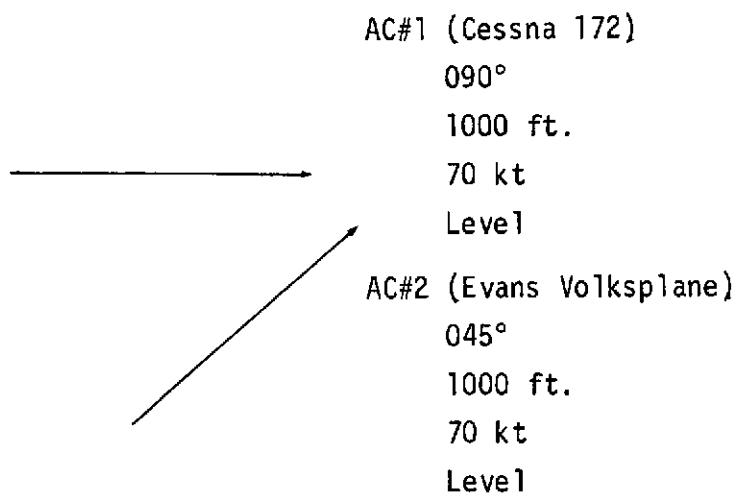 AC#1 (Cessna 172)
090°
1000 ft.
70 kt
Level
AC#2 (Evans Volksplane)
045°
1000 ft.
70 kt
Level